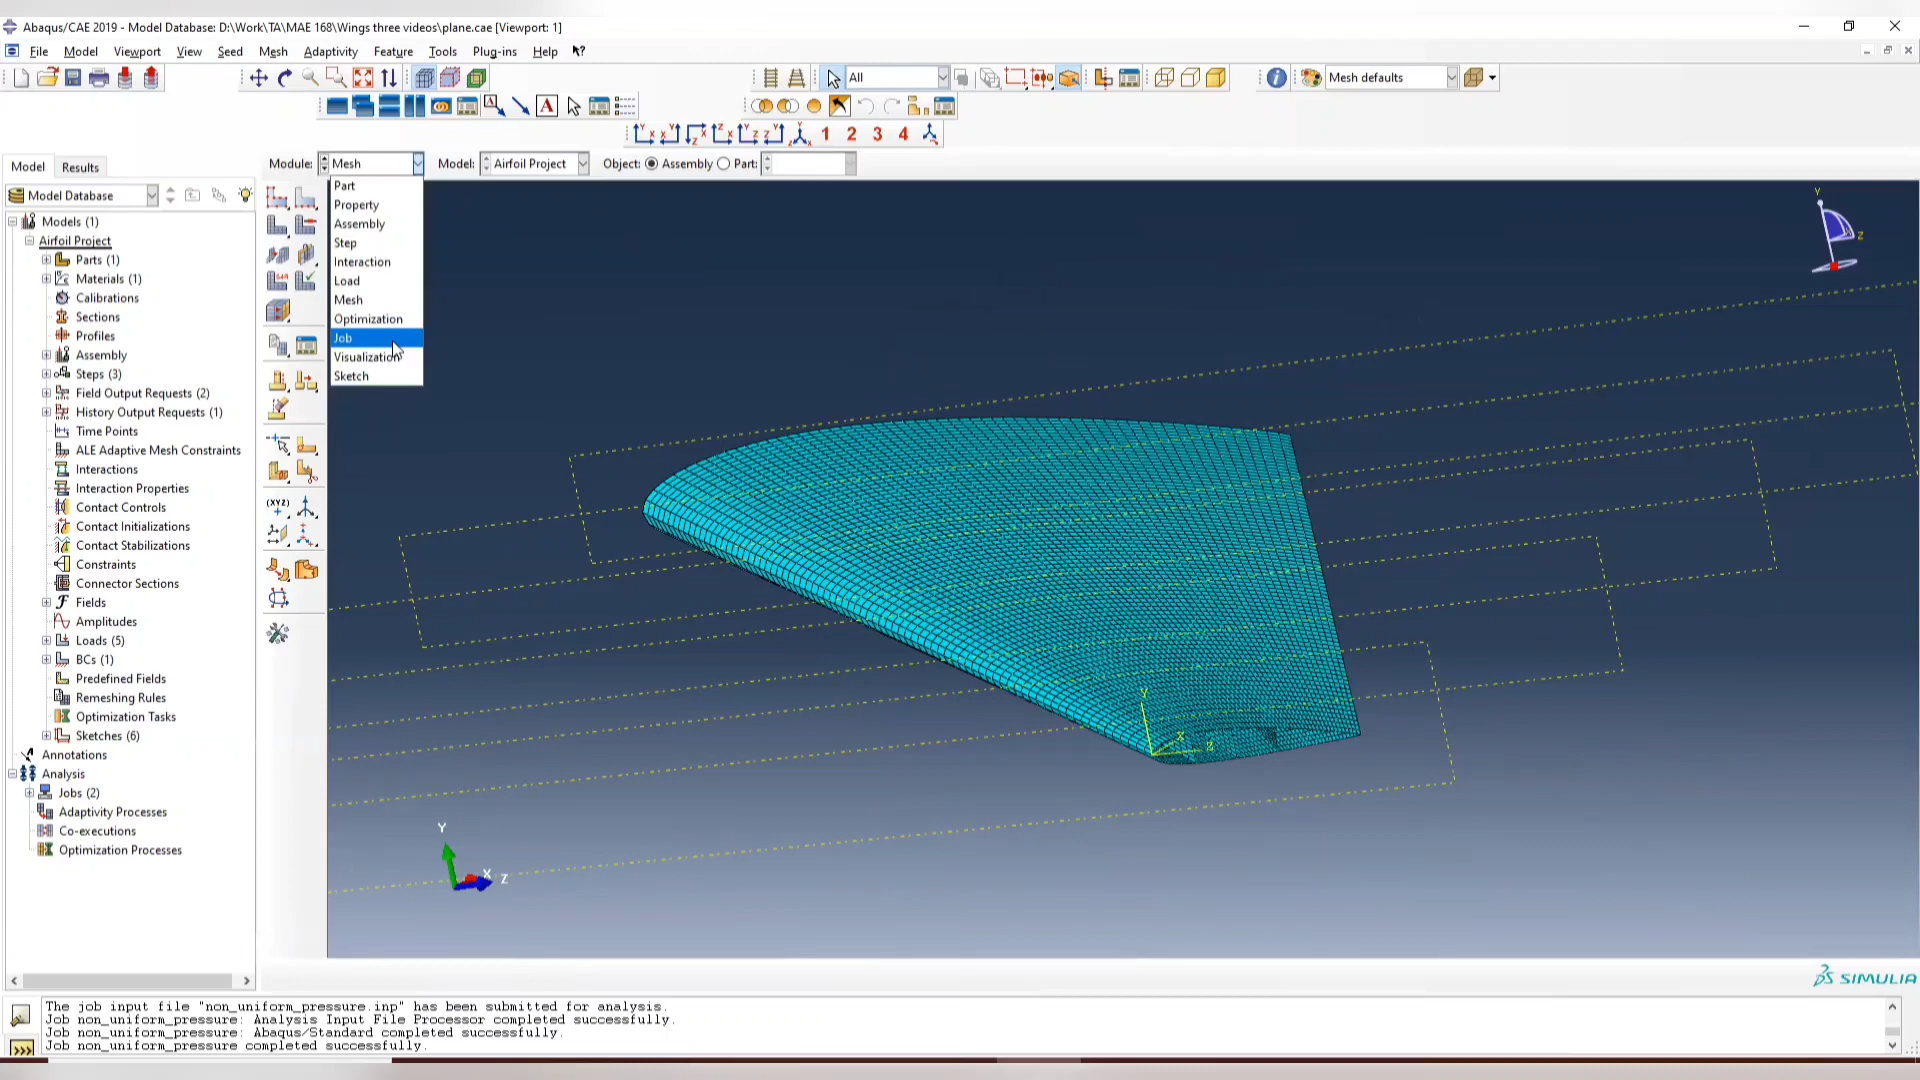 Abaqus/CAE 2019 - Model Database: D:\Work\TA\MAE 168\Wings three videos\plane.cae [Viewport: 1]
File Model Viewport View Seed Mesh Adaptivity Feature Tools Plug-ins Help
All
Mesh defaults
A
1 2 3 4
Model Results
Module: Mesh Model: Airfoil Project Object: Assembly Part:
Part
Property
Assembly
Step
Interaction
Load
Mesh
Optimization
Job
Visualization
Sketch
Model Database
Models (1)
Airfoil Project
Parts (1)
Materials (1)
Calibrations
Sections
Profiles
Assembly
Steps (3)
Field Output Requests (2)
History Output Requests (1)
Time Points
ALE Adaptive Mesh Constraints
Interactions
Interaction Properties
Contact Controls
Contact Initializations
Contact Stabilizations
Constraints
Connector Sections
Fields
Amplitudes
Loads (5)
BCs (1)
Predefined Fields
Remeshing Rules
Optimization Tasks
Sketches (6)
Annotations
Analysis
Jobs (2)
Adaptivity Processes
Co-executions
Optimization Processes
(XYZ)
Y
Z
Y
X
Z
Y
X
Z
SIMULIA
The job input file "non_uniform_pressure.inp" has been submitted for analysis.
Job non_uniform_pressure: Analysis Input File Processor completed successfully.
Job non_uniform_pressure: Abaqus/Standard completed successfully.
Job non_uniform_pressure completed successfully.